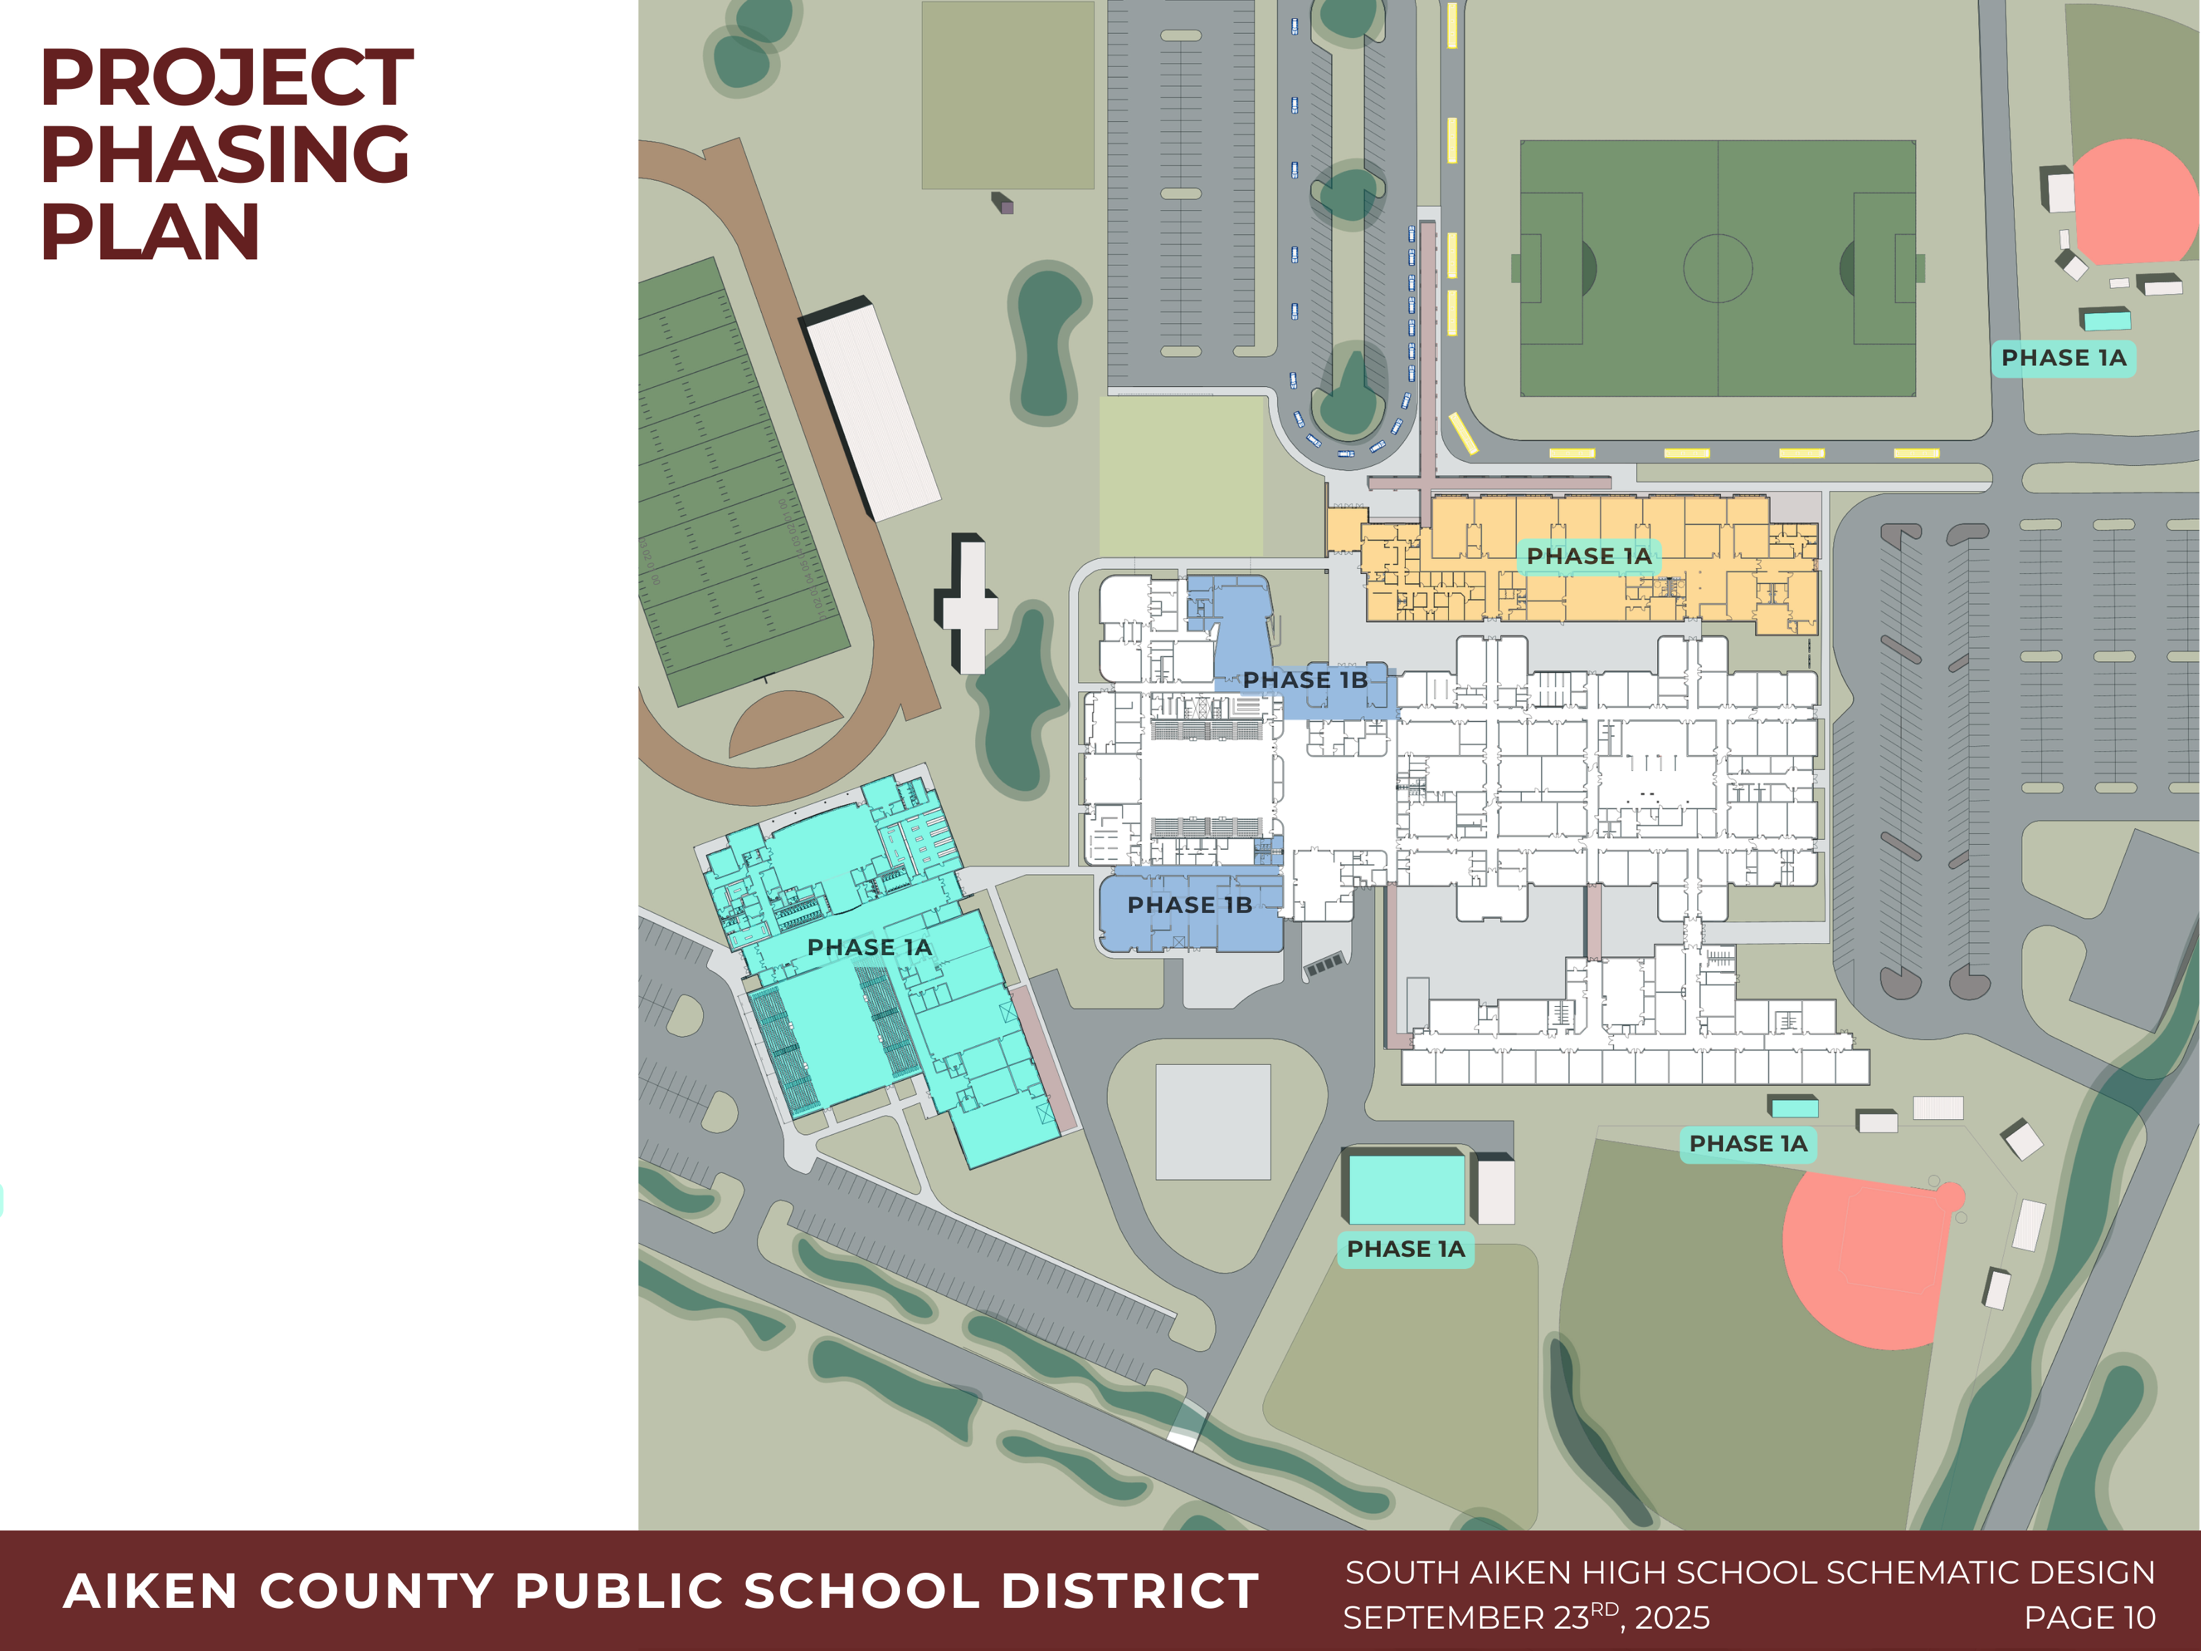 PROJECT
PHASING
PLAN
PHASE 1A
PHASE 1A
PHASE 1B
PHASE 1B
PHASE 1A
PHASE 1A
PHASE 1A
AIKEN COUNTY PUBLIC SCHOOL DISTRICT
SOUTH AIKEN HIGH SCHOOL SCHEMATIC DESIGN
SEPTEMBER 23RD, 2025
PAGE 10